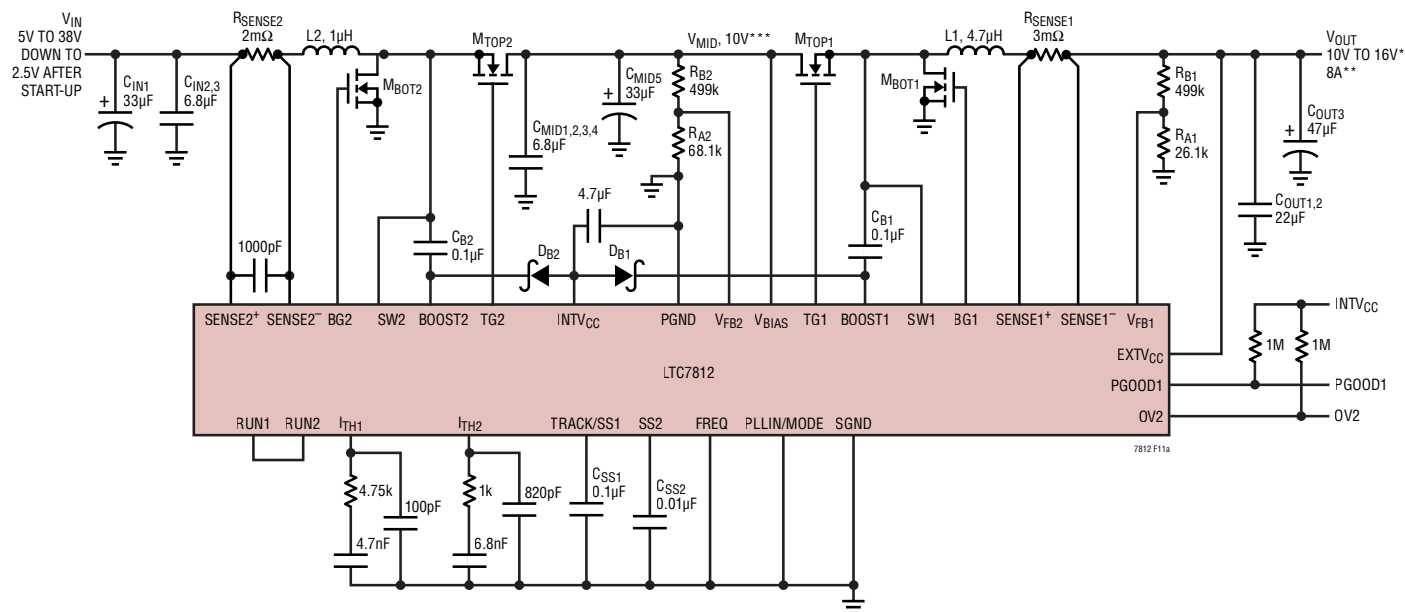 VIN
5V TO 38V
DOWN TO
2.5V AFTER
START-UP
RSENSE2
2mΩ
L2, 1µH
MTOP2
VMID, 10V***
MTOP1
L1, 4.7µH
RSENSE1
3mΩ
VOUT
10V TO 16V*
8A**
+
CIN1
33µF
CIN2,3
6.8µF
MBOT2
CMID1,2,3,4
6.8µF
+
CMID5
33µF
RB2
499k
RA2
68.1k
MBOT1
RB1
499k
RA1
26.1k
+
COUT3
47µF
COUT1,2
22µF
1000pF
CB2
0.1µF
4.7µF
DB2
DB1
CB1
0.1µF
SENSE2+
SENSE2–
BG2
SW2
BOOST2
TG2
INTVCC
PGND
VFB2
VBIAS
TG1
BOOST1
SW1
BG1
SENSE1+
SENSE1–
VFB1
LTC7812
EXTVCC
PGOOD1
OV2
INTVCC
1M
1M
PGOOD1
OV2
RUN1
RUN2
ITH1
ITH2
TRACK/SS1
SS2
FREQ
PLLIN/MODE
SGND
7812 F11a
4.75k
100pF
4.7nF
1k
820pF
6.8nF
CSS1
0.1µF
CSS2
0.01µF